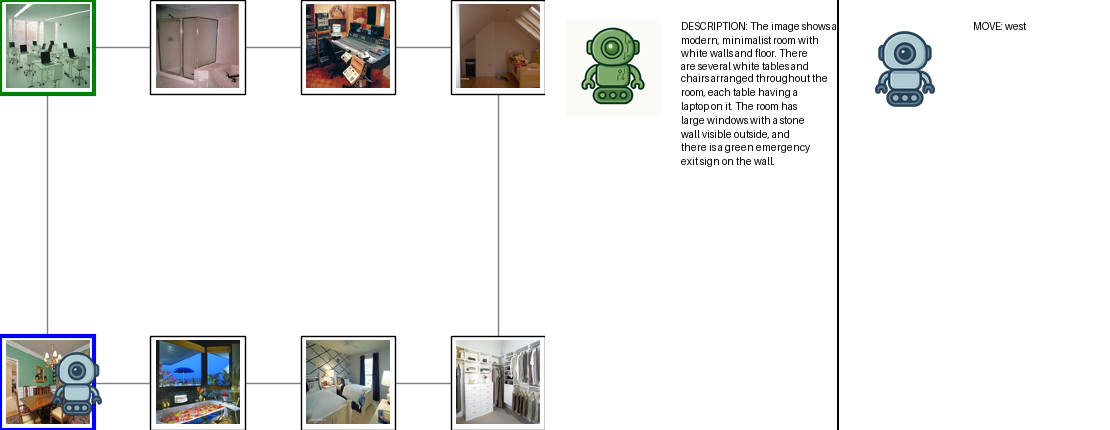 DESCRIPTION: The image shows a
modern, minimalist room with
white walls and floor. There
are several white tables and
chairs arranged throughout the
room, each table having a
laptop on it. The room has
large windows with a stone
wall visible outside, and
there is a green emergency
exit sign on the wall.
MOVE: west